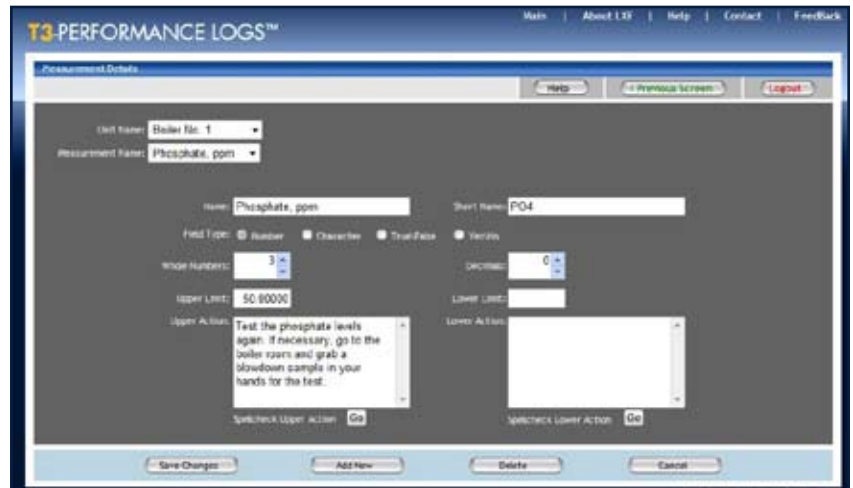 Main | About LXF | Help | Contact | FeedBack
T3-PERFORMANCE LOGS™
Measurement Details
Help < Previous Screen Logout
Unit Name: Boiler No. 1
Measurement Name: Phosphate, ppm
Name: Phosphate, ppm Short Name: PO4
Field Type: Number Character True-False Yes-No
Whole Numbers: 3 Decimals: 0
Upper Limit: 50.00000 Lower Limit:
Upper Action: Test the phosphate levels Lower Action:
again. If necessary, go to the
boiler room and grab a
blowdown sample in your
hands for the test.
Spellcheck Upper Action Go Spellcheck Lower Action Go
Save Changes Add New Delete Cancel